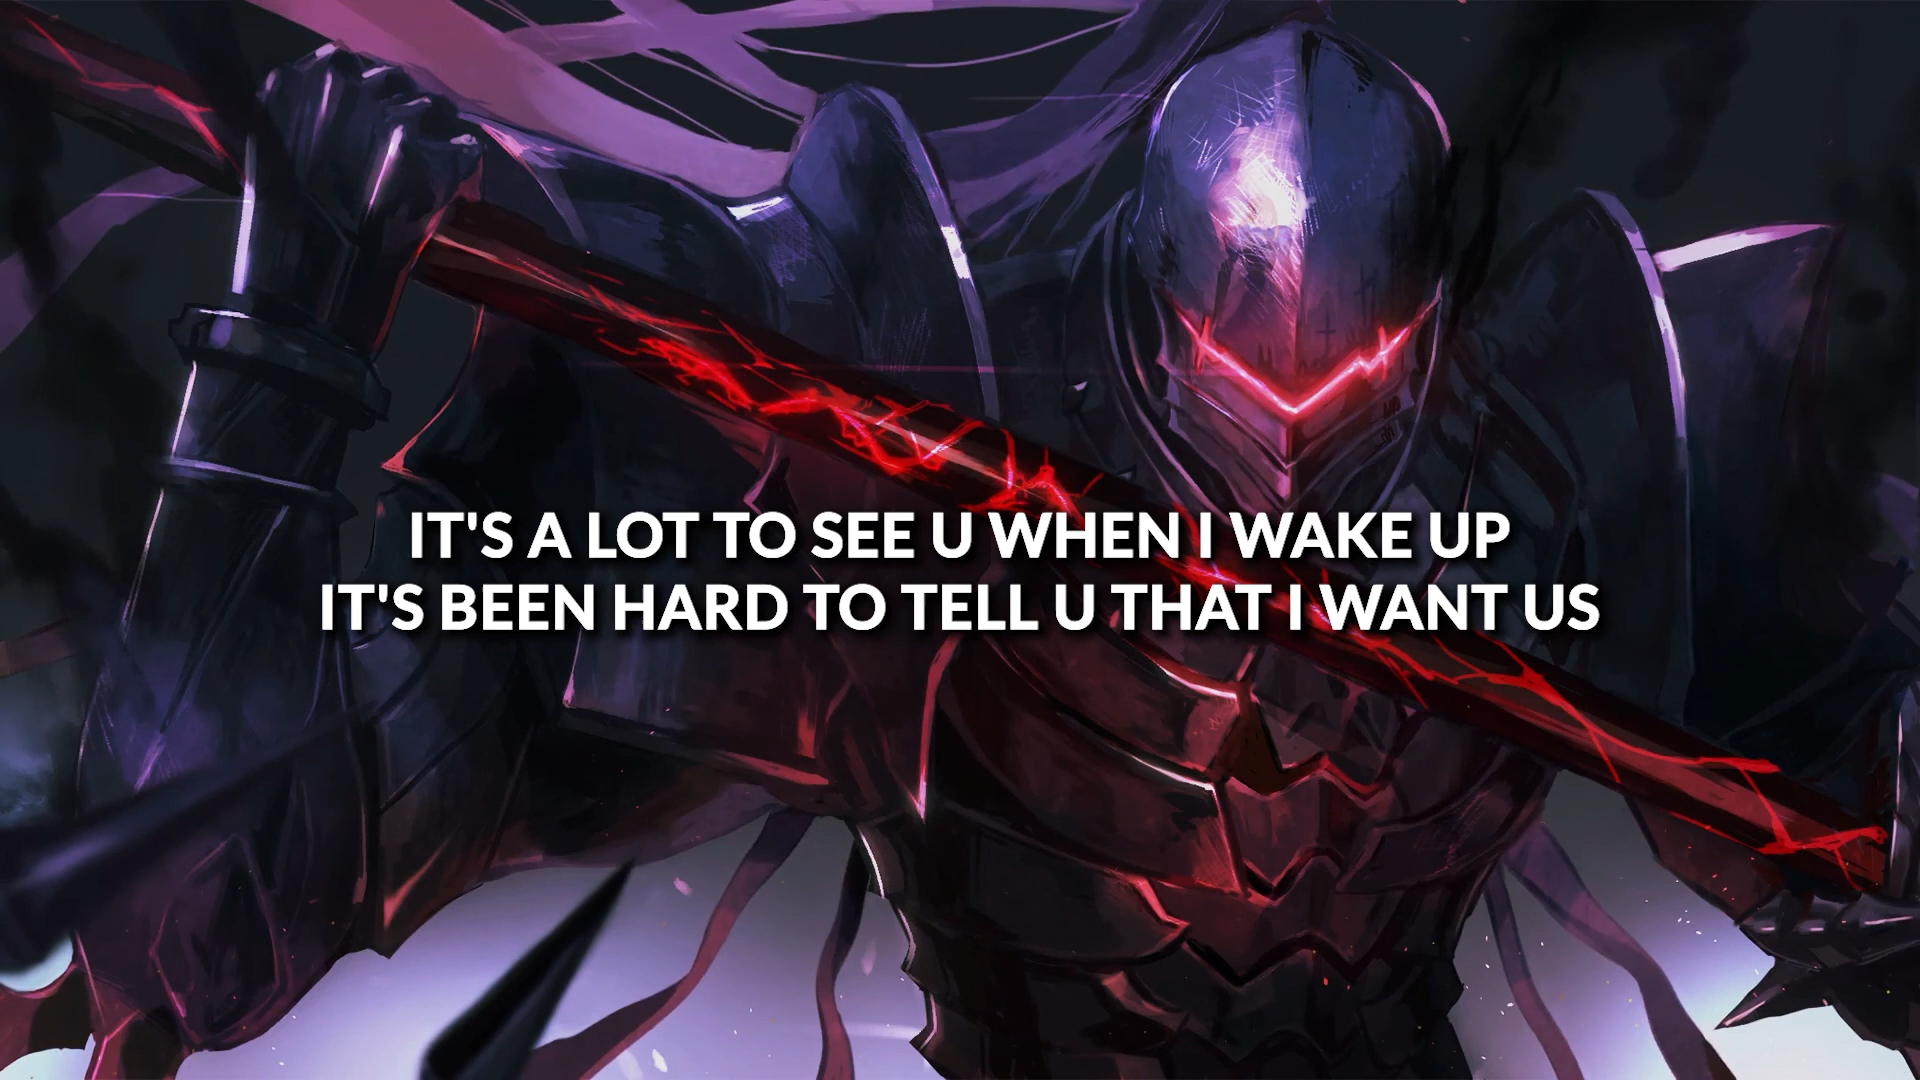 IT'S A LOT TO SEE U WHEN I WAKE UP
IT'S BEEN HARD TO TELL U THAT I WANT US